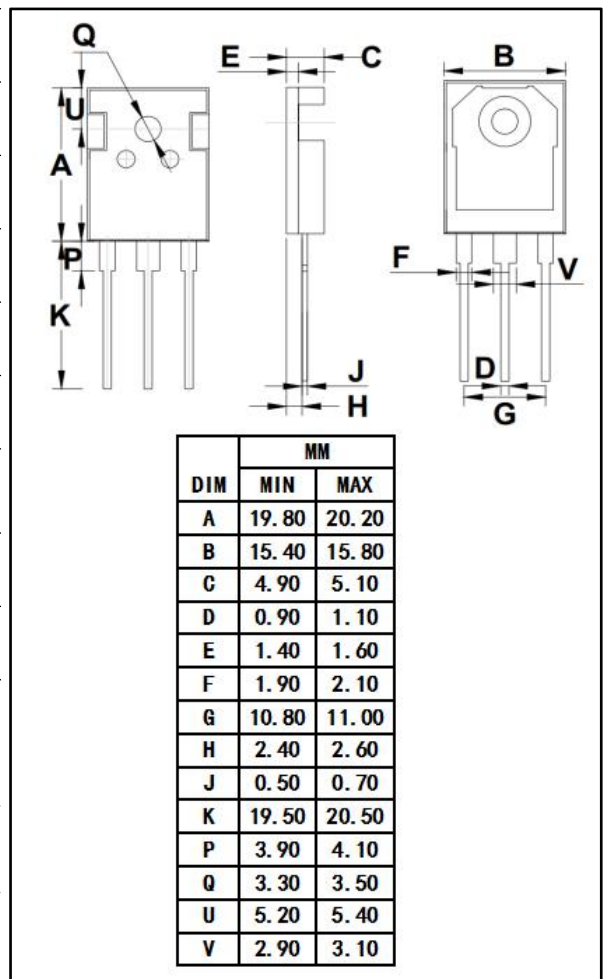 Q
E C B
U
A
P
F V
K
J D
H G
MM
DIM MIN MAX
A 19.80 20.20
B 15.40 15.80
C 4.90 5.10
D 0.90 1.10
E 1.40 1.60
F 1.90 2.10
G 10.80 11.00
H 2.40 2.60
J 0.50 0.70
K 19.50 20.50
P 3.90 4.10
Q 3.30 3.50
U 5.20 5.40
V 2.90 3.10